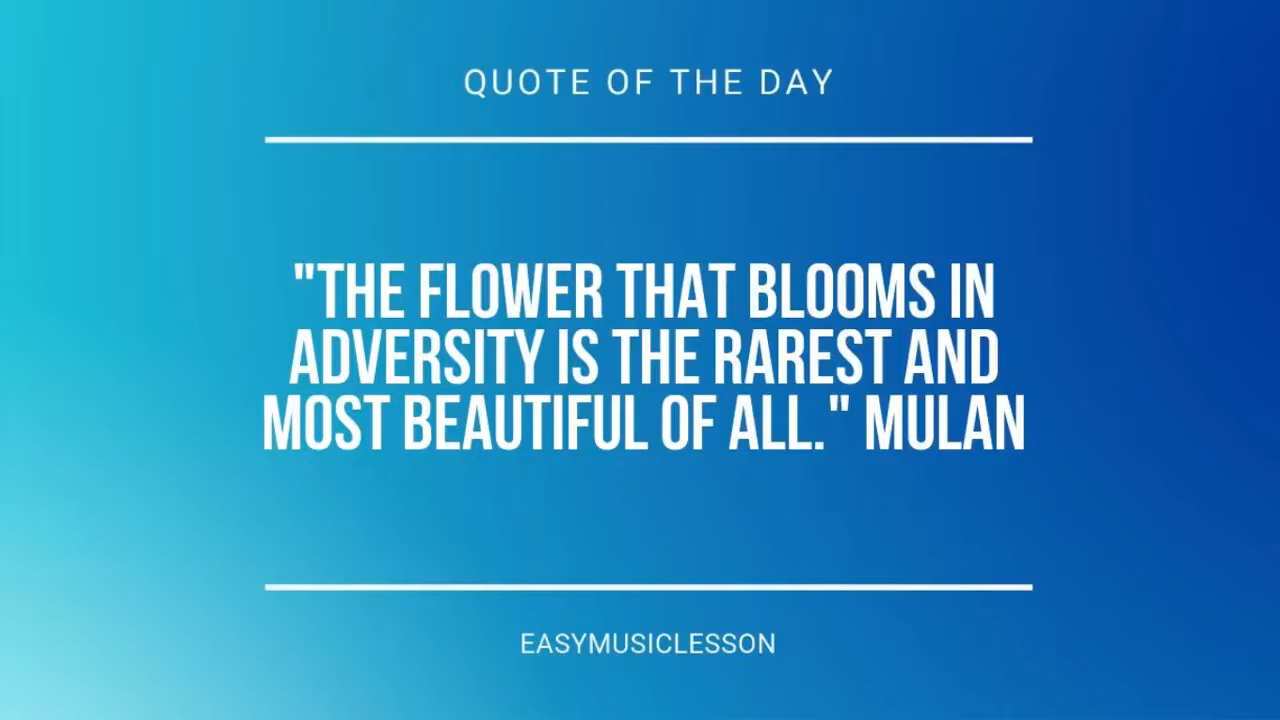 QUOTE OF THE DAY
"THE FLOWER THAT BLOOMS IN
ADVERSITY IS THE RAREST AND
MOST BEAUTIFUL OF ALL." MULAN
EASYMUSICLESSON